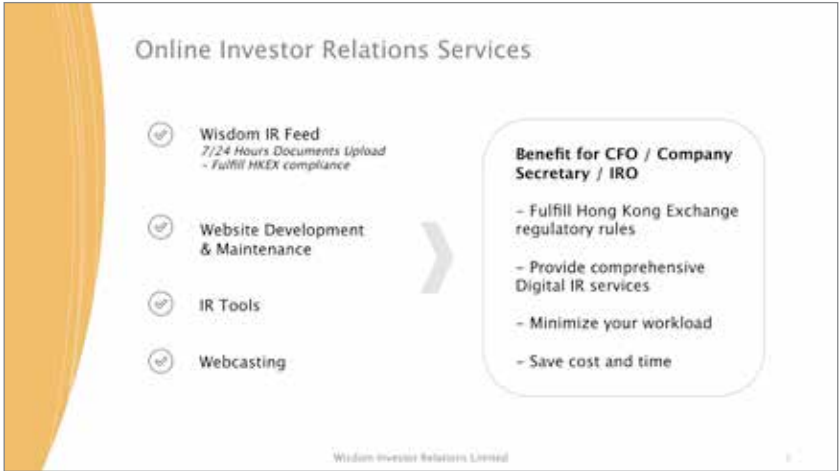 Online Investor Relations Services
Wisdom IR Feed
7/24 Hours Documents Upload
– Fulfill HKEX compliance
Website Development
& Maintenance
IR Tools
Webcasting
Benefit for CFO / Company
Secretary / IRO
– Fulfill Hong Kong Exchange
regulatory rules
– Provide comprehensive
Digital IR services
– Minimize your workload
– Save cost and time
Wisdom Investor Relations Limited